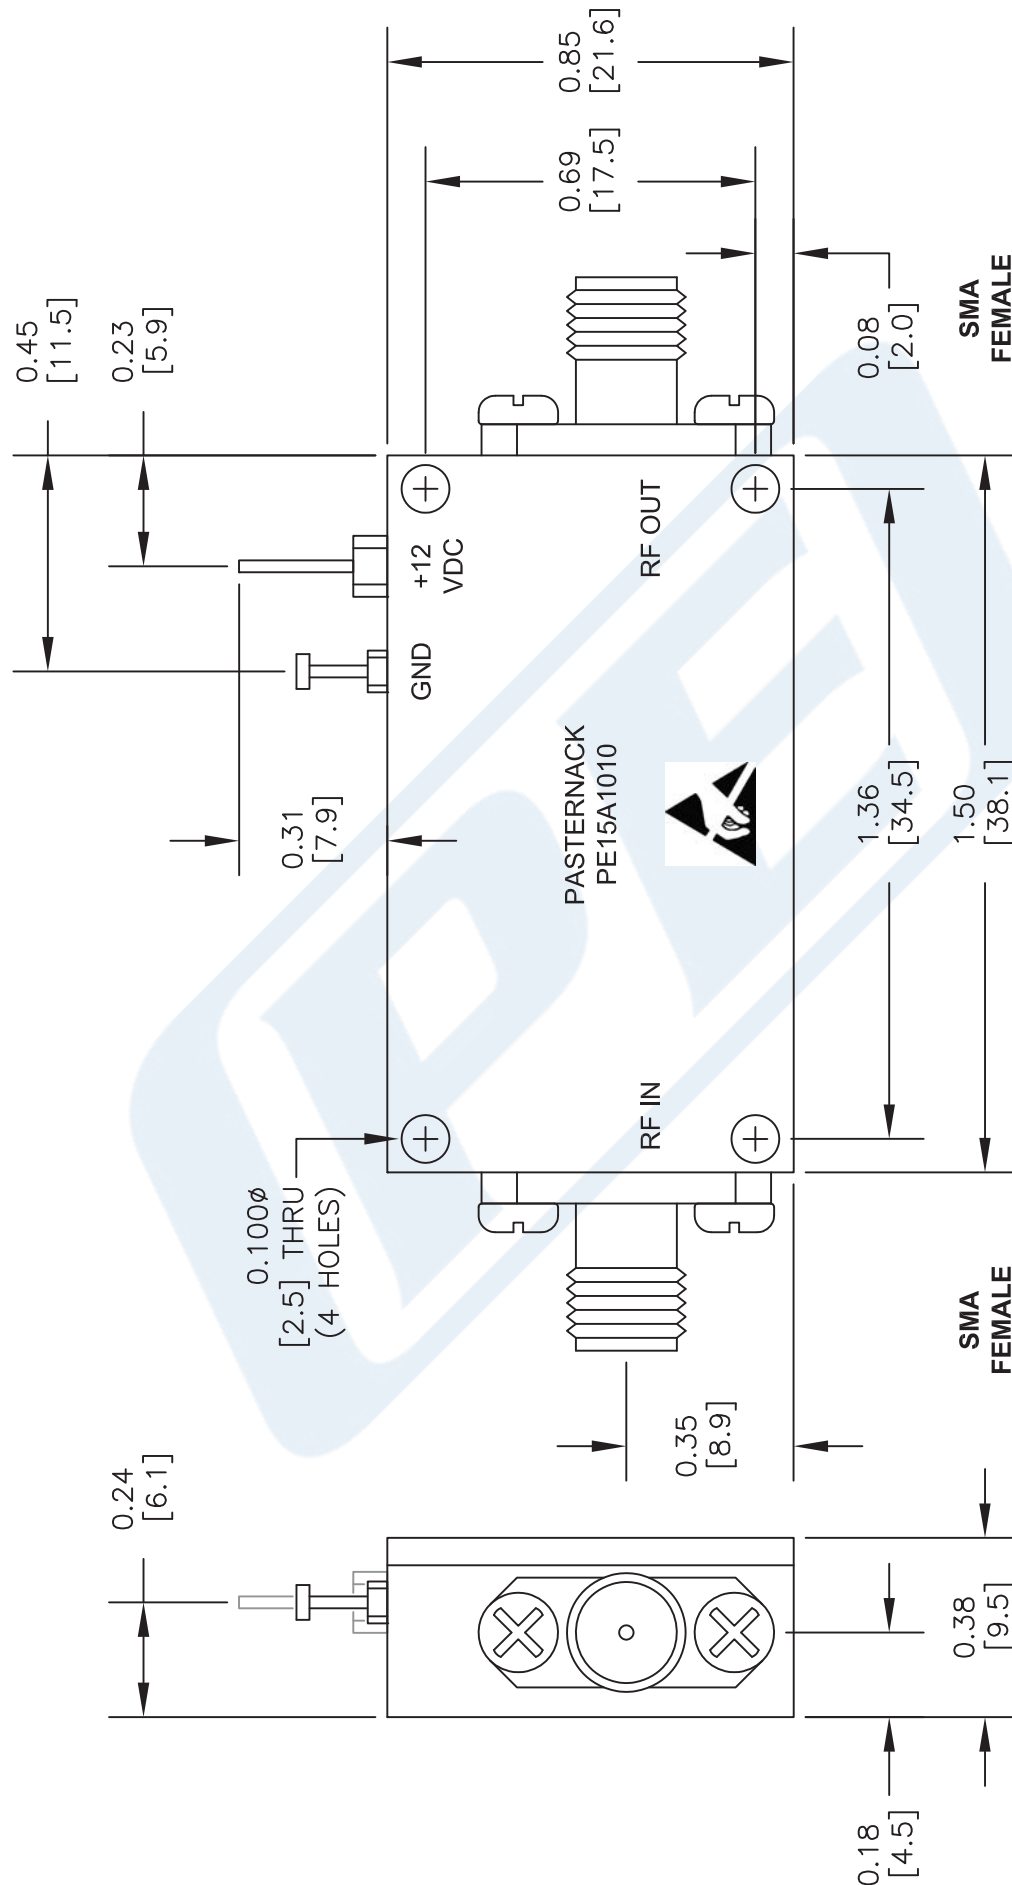 0.45
[11.5]
0.23
[5.9]
0.85
[21.6]
0.69
[17.5]
0.08
[2.0]
SMA
FEMALE
+12
VDC
GND
RF OUT
0.31
[7.9]
PASTERNACK
PE15A1010
1.36
[34.5]
1.50
[38.1]
RF IN
0.100ø
[2.5] THRU
(4 HOLES)
SMA
FEMALE
0.35
[8.9]
0.24
[6.1]
0.38
[9.5]
0.18
[4.5]
PEI